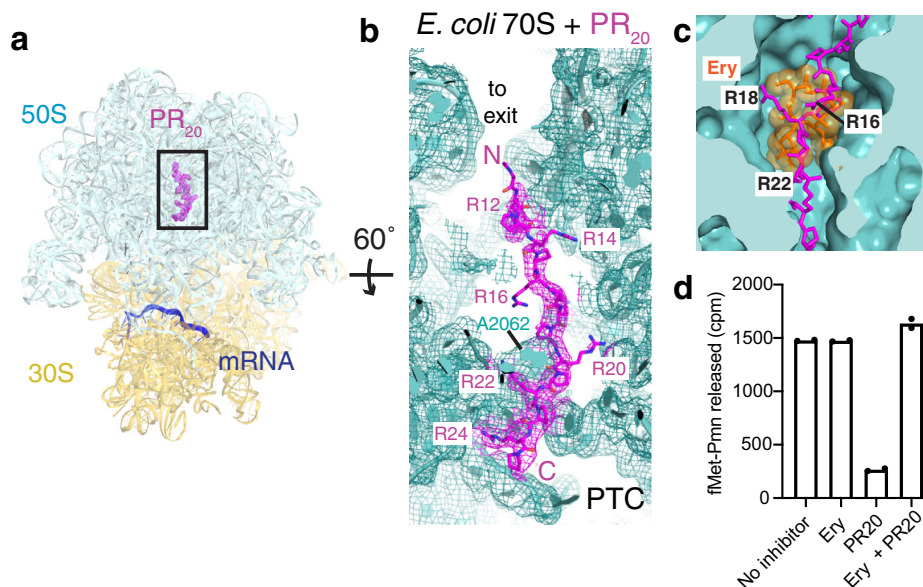 a
50S
PR20
30S
mRNA
60°
b
E. coli 70S + PR20
to
exit
N
R12
R14
R16
A2062
R20
R22
R24
C
PTC
c
Ery
R18
R16
R22
d
fMet-Pmn released (cpm)
2000
1500
1000
500
0
No inhibitor
Ery
PR20
Ery + PR20